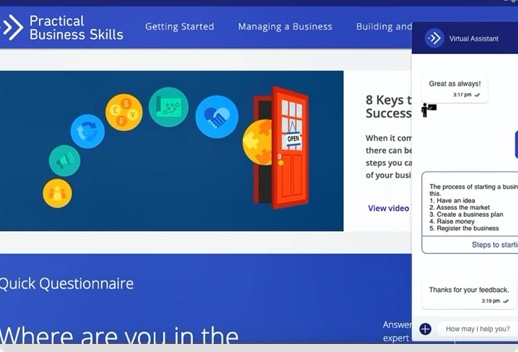 Practical
Business Skills
Getting Started
Managing a Business
Building and
Virtual Assistant
Great as always!
3:17 pm
8 Keys t
Success
When it com
there can be
steps you ca
of your busi
View video
OPEN
The process of starting a busin
this.
1. Have an idea
2. Assess the market
3. Create a business plan
4. Raise money
5. Register the business
Steps to starti
Thanks for your feedback.
3:19 pm
How may i help you?
Quick Questionnaire
Where are you in the
Answer
expert